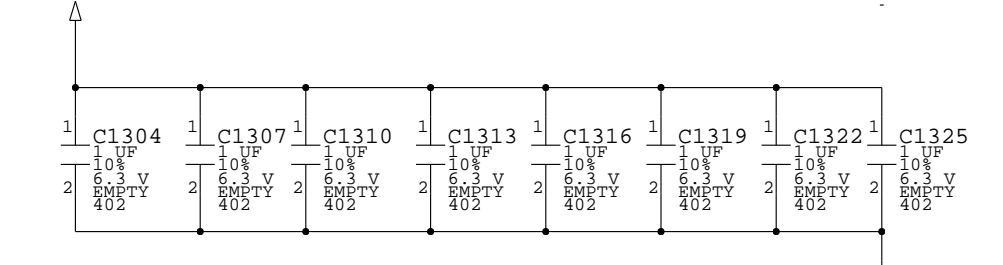 1 C1304
1 UF
10%
6.3 V
2 EMPTY
402
1 C1307
1 UF
10%
6.3 V
2 EMPTY
402
1 C1310
1 UF
10%
6.3 V
2 EMPTY
402
1 C1313
1 UF
10%
6.3 V
2 EMPTY
402
1 C1316
1 UF
10%
6.3 V
2 EMPTY
402
1 C1319
1 UF
10%
6.3 V
2 EMPTY
402
1 C1322
1 UF
10%
6.3 V
2 EMPTY
402
1 C1325
1 UF
10%
6.3 V
2 EMPTY
402